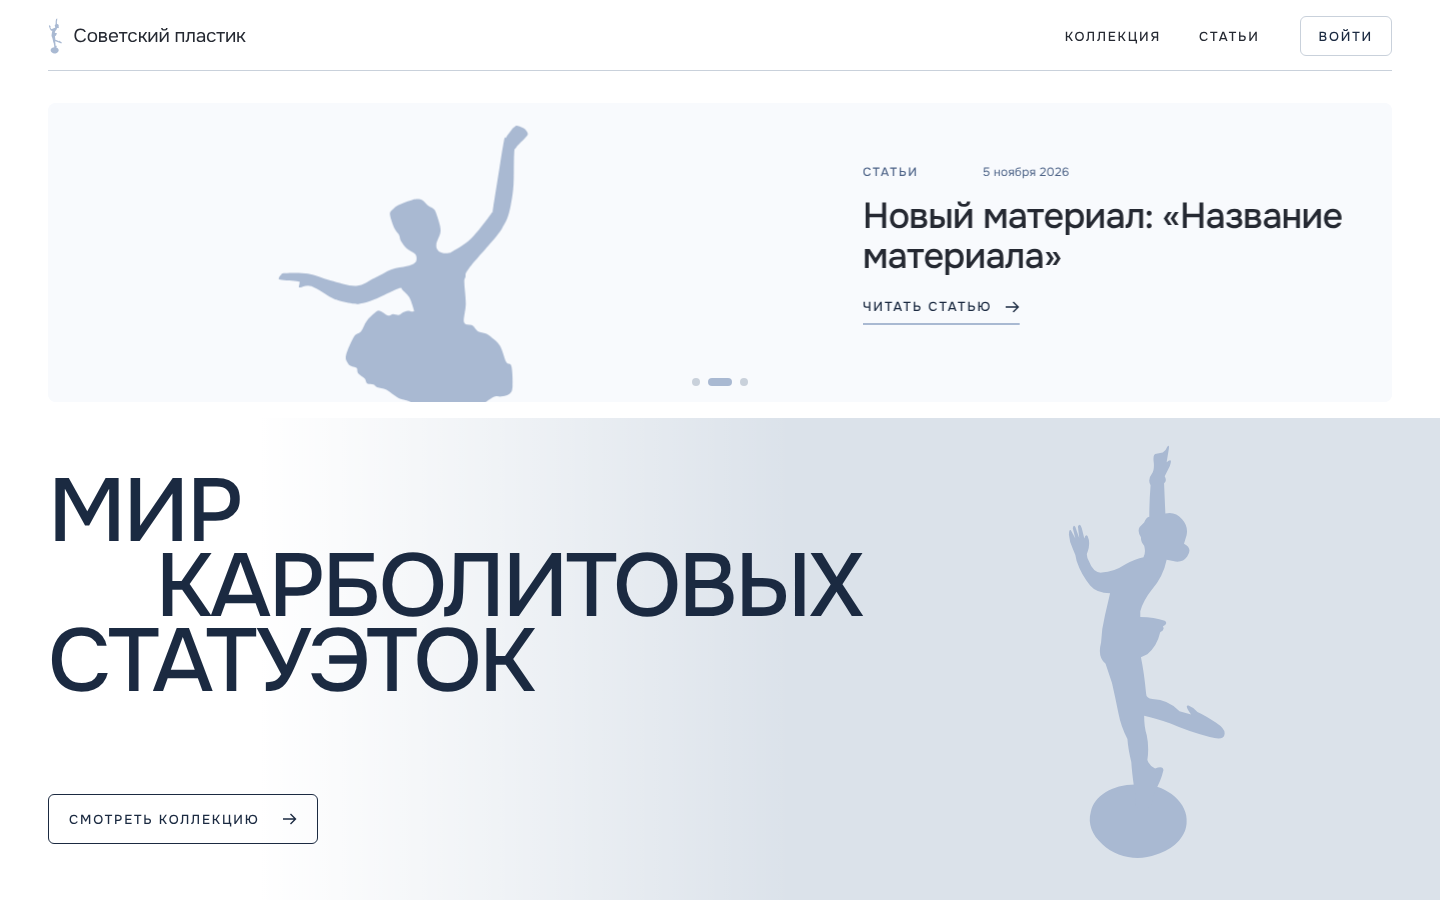 Советский пластик
КОЛЛЕКЦИЯ
СТАТЬИ
ВОЙТИ
СТАТЬИ
5 ноября 2026
Новый материал: «Название
материала»
ЧИТАТЬ СТАТЬЮ
МИР
КАРБОЛИТОВЫХ
СТАТУЭТОК
СМОТРЕТЬ КОЛЛЕКЦИЮ